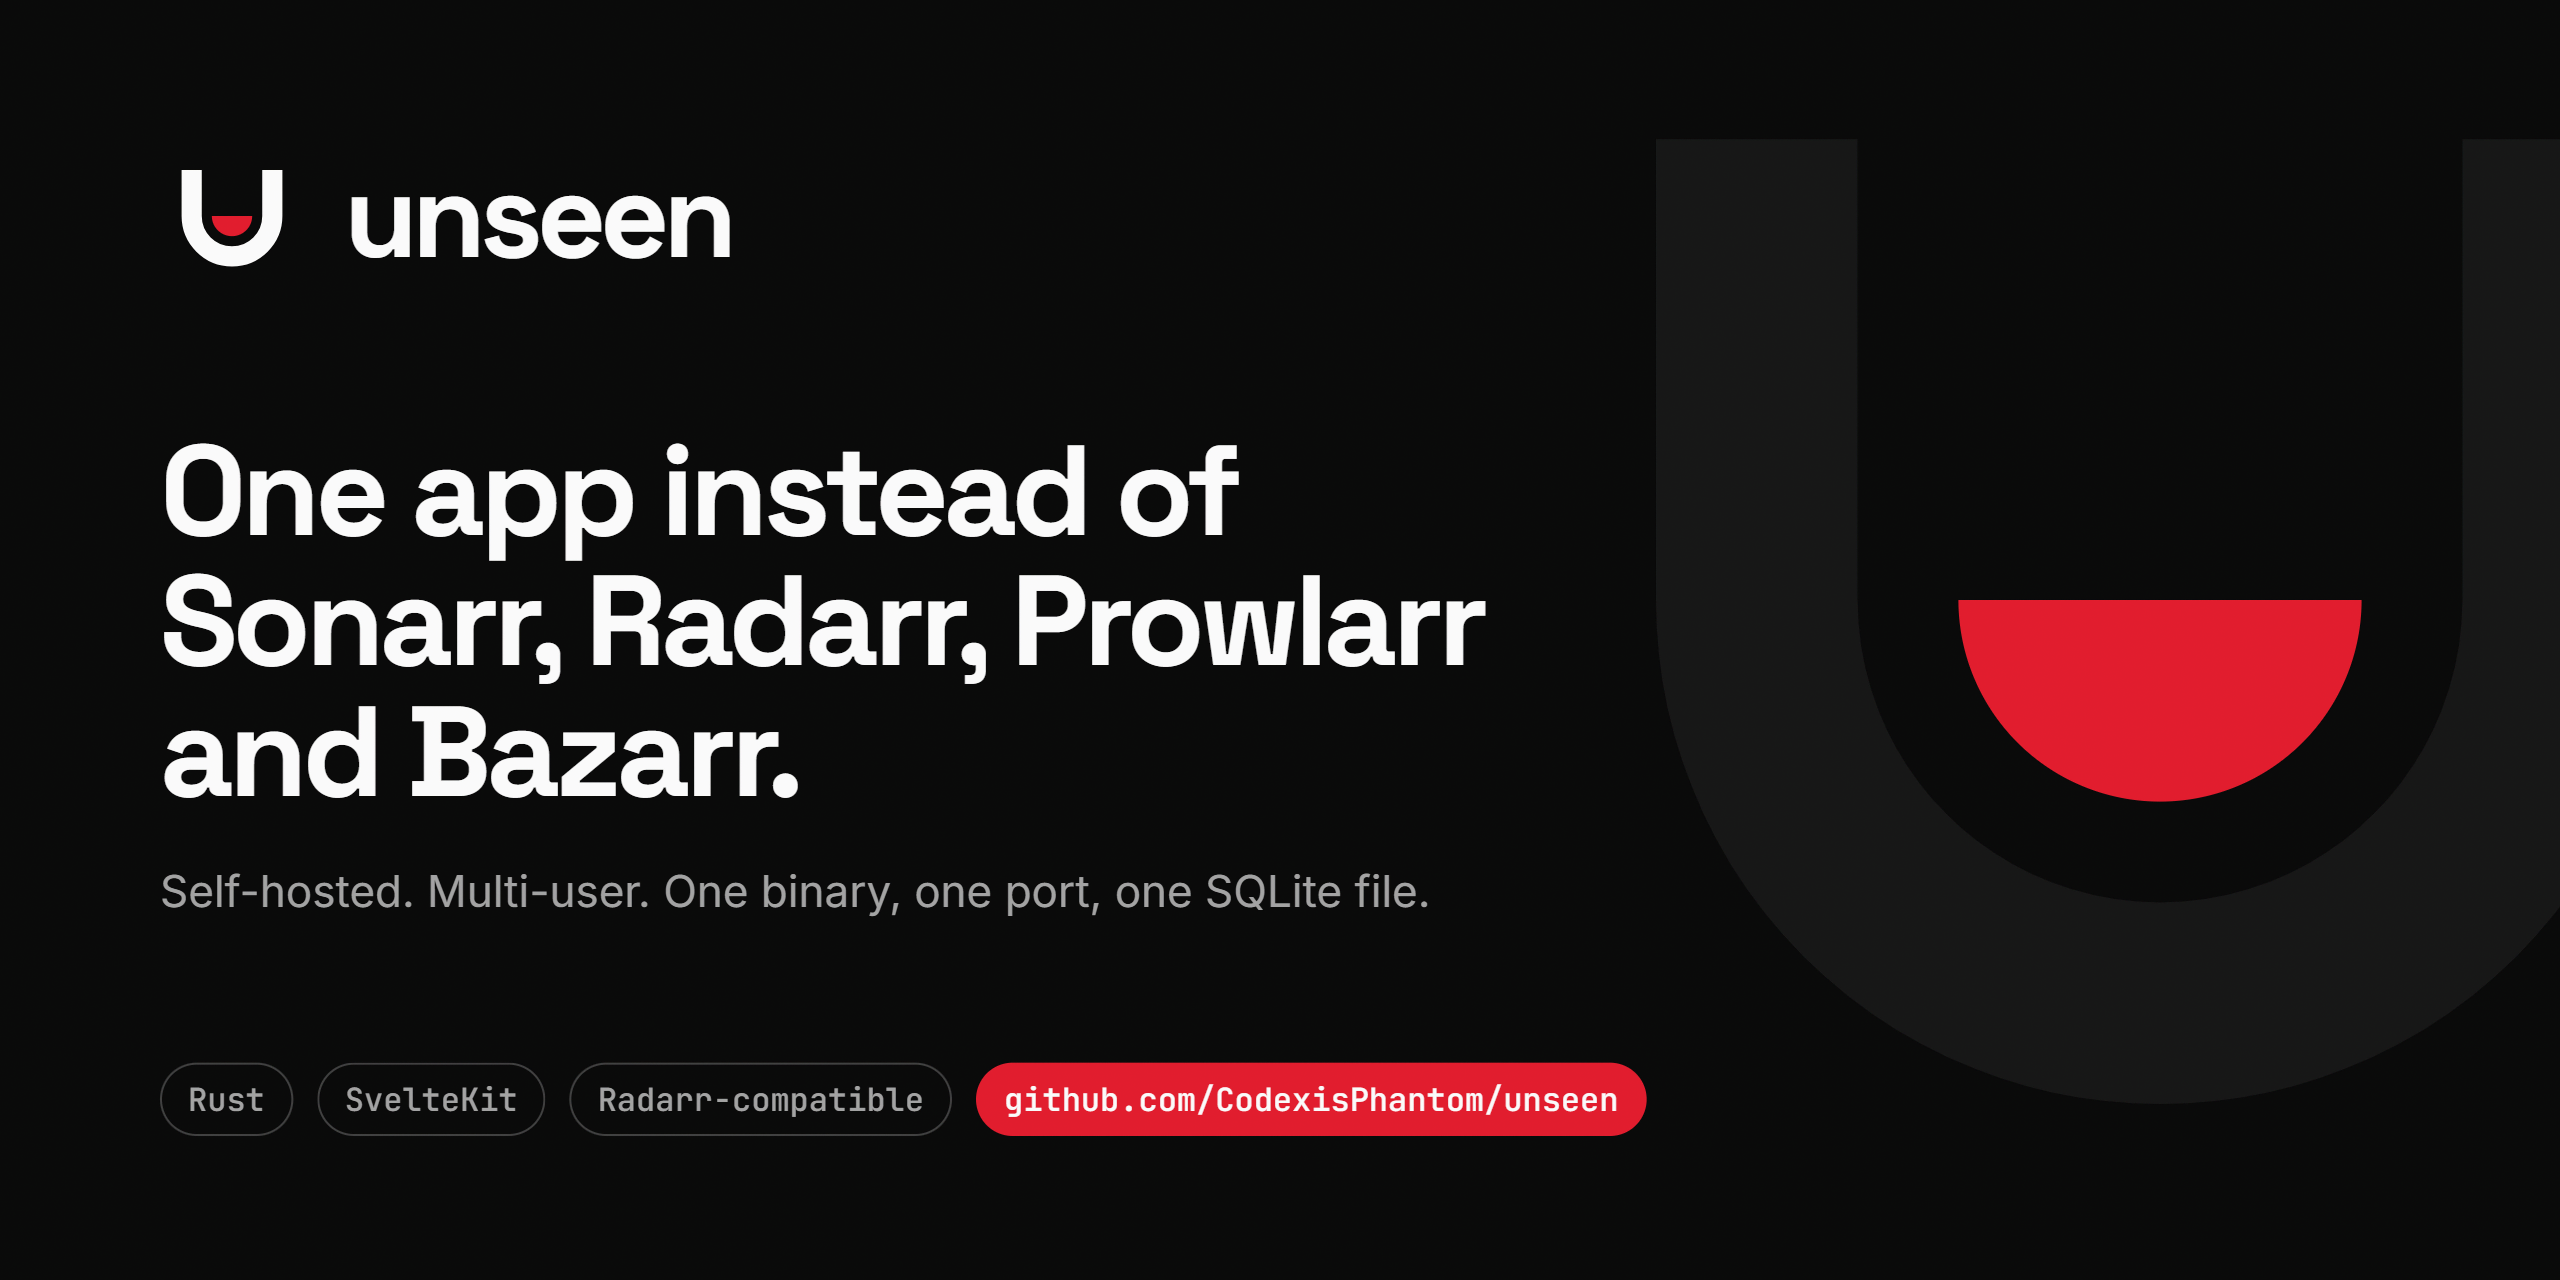 unseen
One app instead of
Sonarr, Radarr, Prowlarr
and Bazarr.
Self-hosted. Multi-user. One binary, one port, one SQLite file.
Rust SvelteKit Radarr-compatible github.com/CodexisPhantom/unseen